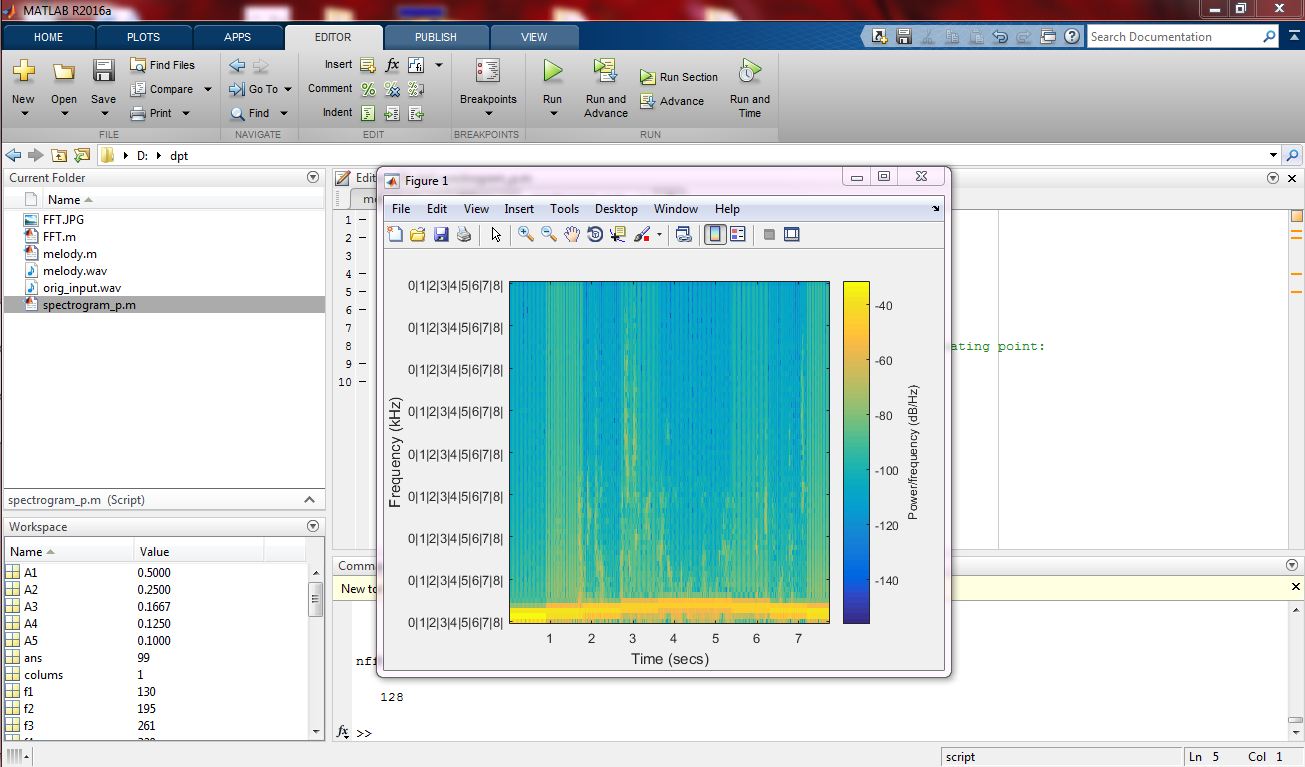 MATLAB R2016a
HOME PLOTS APPS EDITOR PUBLISH VIEW Search Documentation
New Open Save Find Files Compare Print
Go To Find
Insert fx
Comment
Indent
Breakpoints Run Run and Advance Run Section Advance Run and Time
FILE NAVIGATE EDIT BREAKPOINTS RUN
D: dpt
Current Folder
Name
FFT.JPG
FFT.m
melody.m
melody.wav
orig_input.wav
spectrogram_p.m
spectrogram_p.m (Script)
Workspace
Name Value
A1 0.5000
A2 0.2500
A3 0.1667
A4 0.1250
A5 0.1000
ans 99
colums 1
f1 130
f2 195
f3 261
1 –
2 –
3
4 –
5 –
6 –
7
8 –
9
10 –
ating point:
Figure 1
File Edit View Insert Tools Desktop Window Help
0|1|2|3|4|5|6|7|8|
0|1|2|3|4|5|6|7|8|
0|1|2|3|4|5|6|7|8|
0|1|2|3|4|5|6|7|8|
0|1|2|3|4|5|6|7|8|
0|1|2|3|4|5|6|7|8|
0|1|2|3|4|5|6|7|8|
0|1|2|3|4|5|6|7|8|
0|1|2|3|4|5|6|7|8|
Frequency (kHz)
1 2 3 4 5 6 7
Time (secs)
-40
-60
-80
-100
-120
-140
Power/frequency (dB/Hz)
128
fx >>
script Ln 5 Col 1